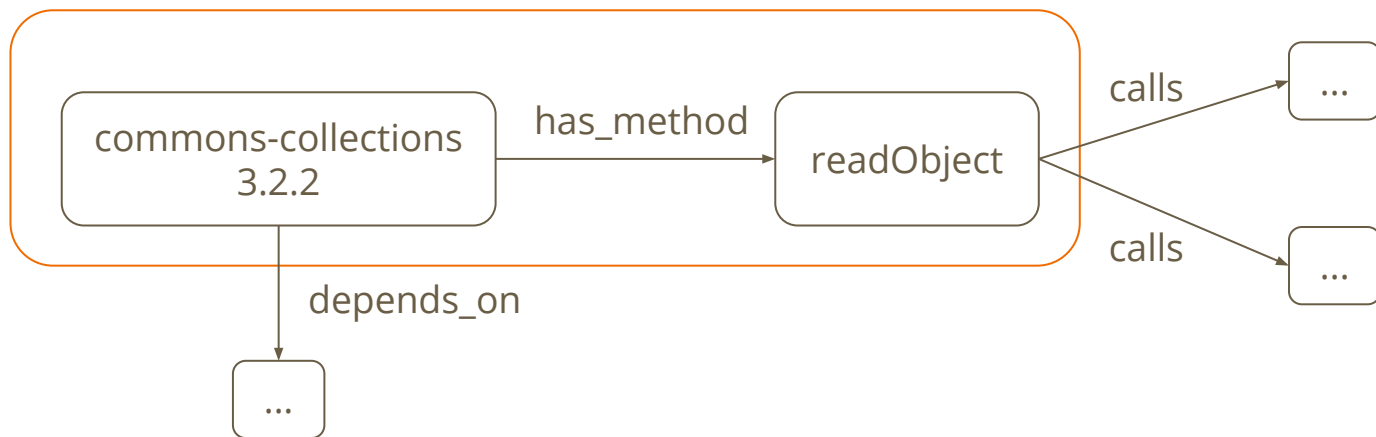 commons-collections
3.2.2
has_method
readObject
calls
...
calls
...
depends_on
...